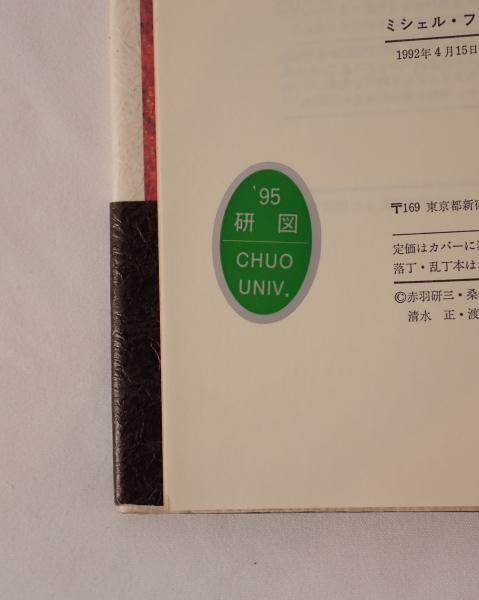 ミシェル・フ
1992年4月15日
'95
研 図
CHUO
UNIV.
〒169 東京都新宿
定価はカバーに
落丁・乱丁本は
©赤羽研三・桑
清水 正・渡